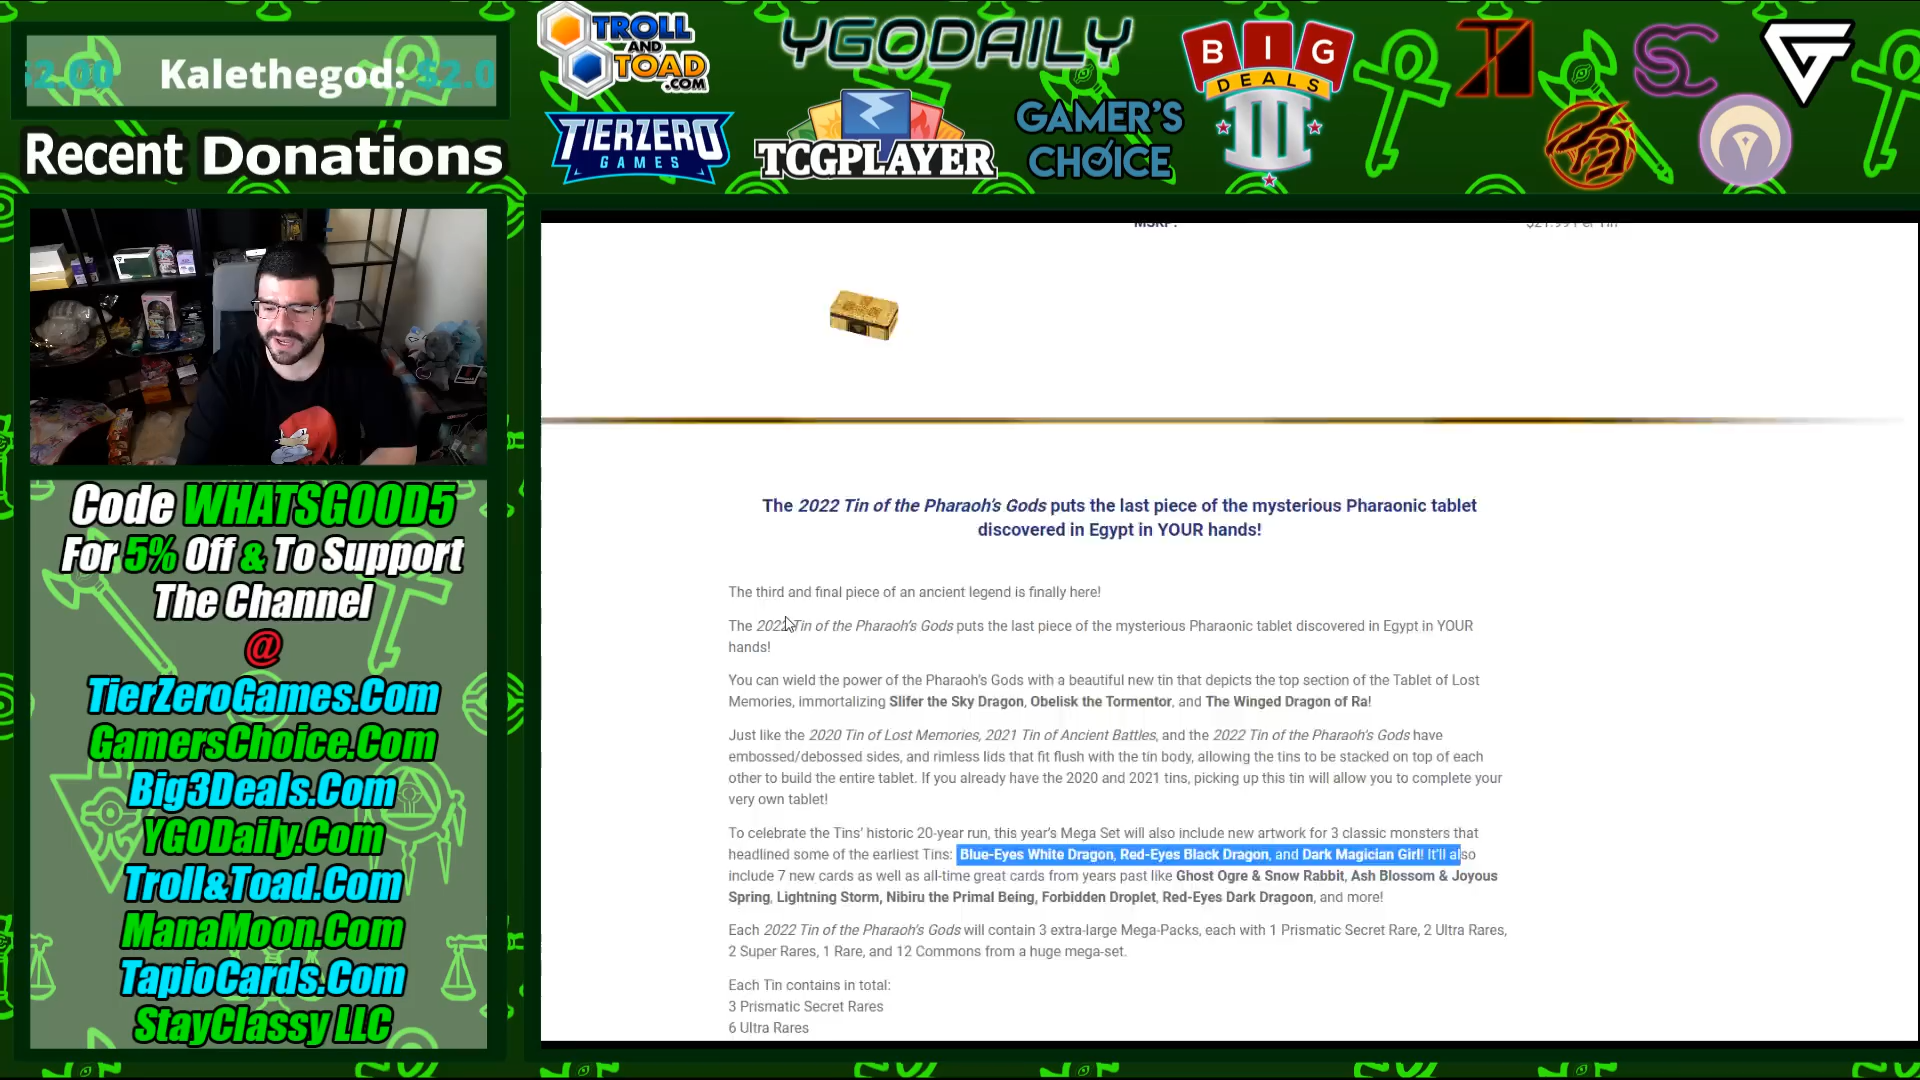 $2.00 Kalethegod: $2.0
Recent Donations
TROLL
AND
TOAD
.COM
TIERZERO
GAMES
YGODAILY
TCGPLAYER
GAMER'S
CHOICE
BIG
DEALS
III
Code WHATSGOOD5
For 5% Off & To Support
The Channel
@
TierZeroGames.Com
GamersChoice.Com
Big3Deals.Com
YGODaily.Com
Troll&Toad.Com
ManaMoon.Com
TapioCards.Com
StayClassy LLC
MSRP: $21.99 Per Tin
The 2022 Tin of the Pharaoh's Gods puts the last piece of the mysterious Pharaonic tablet
discovered in Egypt in YOUR hands!
The third and final piece of an ancient legend is finally here!
The 2022 Tin of the Pharaoh's Gods puts the last piece of the mysterious Pharaonic tablet discovered in Egypt in YOUR
hands!
You can wield the power of the Pharaoh's Gods with a beautiful new tin that depicts the top section of the Tablet of Lost
Memories, immortalizing Slifer the Sky Dragon, Obelisk the Tormentor, and The Winged Dragon of Ra!
Just like the 2020 Tin of Lost Memories, 2021 Tin of Ancient Battles, and the 2022 Tin of the Pharaoh's Gods have
embossed/debossed sides, and rimless lids that fit flush with the tin body, allowing the tins to be stacked on top of each
other to build the entire tablet. If you already have the 2020 and 2021 tins, picking up this tin will allow you to complete your
very own tablet!
To celebrate the Tins' historic 20-year run, this year's Mega Set will also include new artwork for 3 classic monsters that
headlined some of the earliest Tins: Blue-Eyes White Dragon, Red-Eyes Black Dragon, and Dark Magician Girl! It'll also
include 7 new cards as well as all-time great cards from years past like Ghost Ogre & Snow Rabbit, Ash Blossom & Joyous
Spring, Lightning Storm, Nibiru the Primal Being, Forbidden Droplet, Red-Eyes Dark Dragoon, and more!
Each 2022 Tin of the Pharaoh's Gods will contain 3 extra-large Mega-Packs, each with 1 Prismatic Secret Rare, 2 Ultra Rares,
2 Super Rares, 1 Rare, and 12 Commons from a huge mega-set.
Each Tin contains in total:
3 Prismatic Secret Rares
6 Ultra Rares